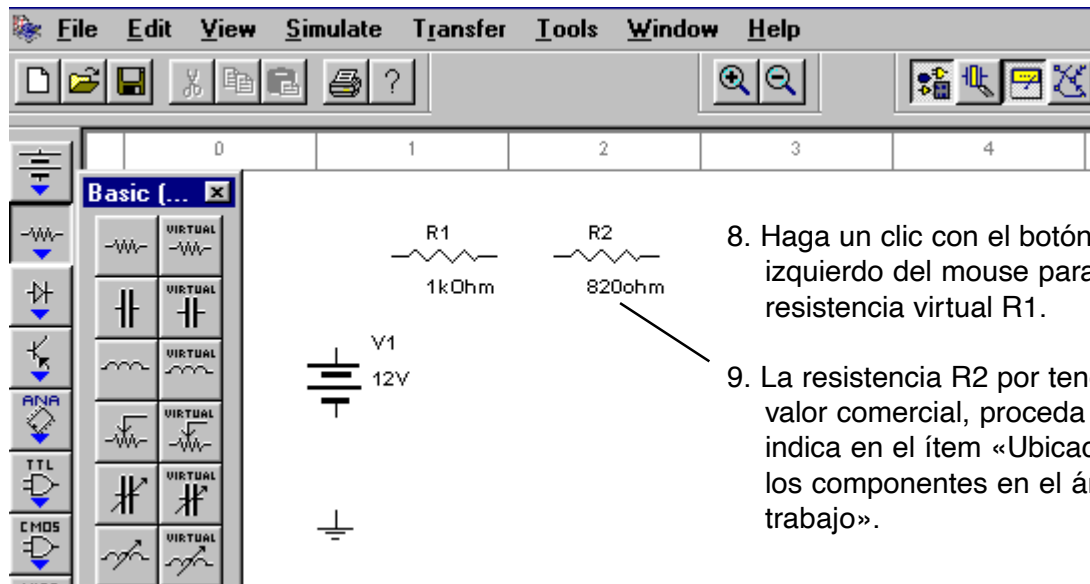 File Edit View Simulate Transfer Tools Window Help
?
0 1 2 3 4
Basic (...
VIRTUAL
VIRTUAL
VIRTUAL
VIRTUAL
VIRTUAL
VIRTUAL
ANA
TTL
CMOS
R1
1kOhm
R2
820ohm
V1
12V
8. Haga un clic con el botón
izquierdo del mouse para
resistencia virtual R1.
9. La resistencia R2 por ten
valor comercial, proceda
indica en el ítem «Ubicac
los componentes en el ár
trabajo».